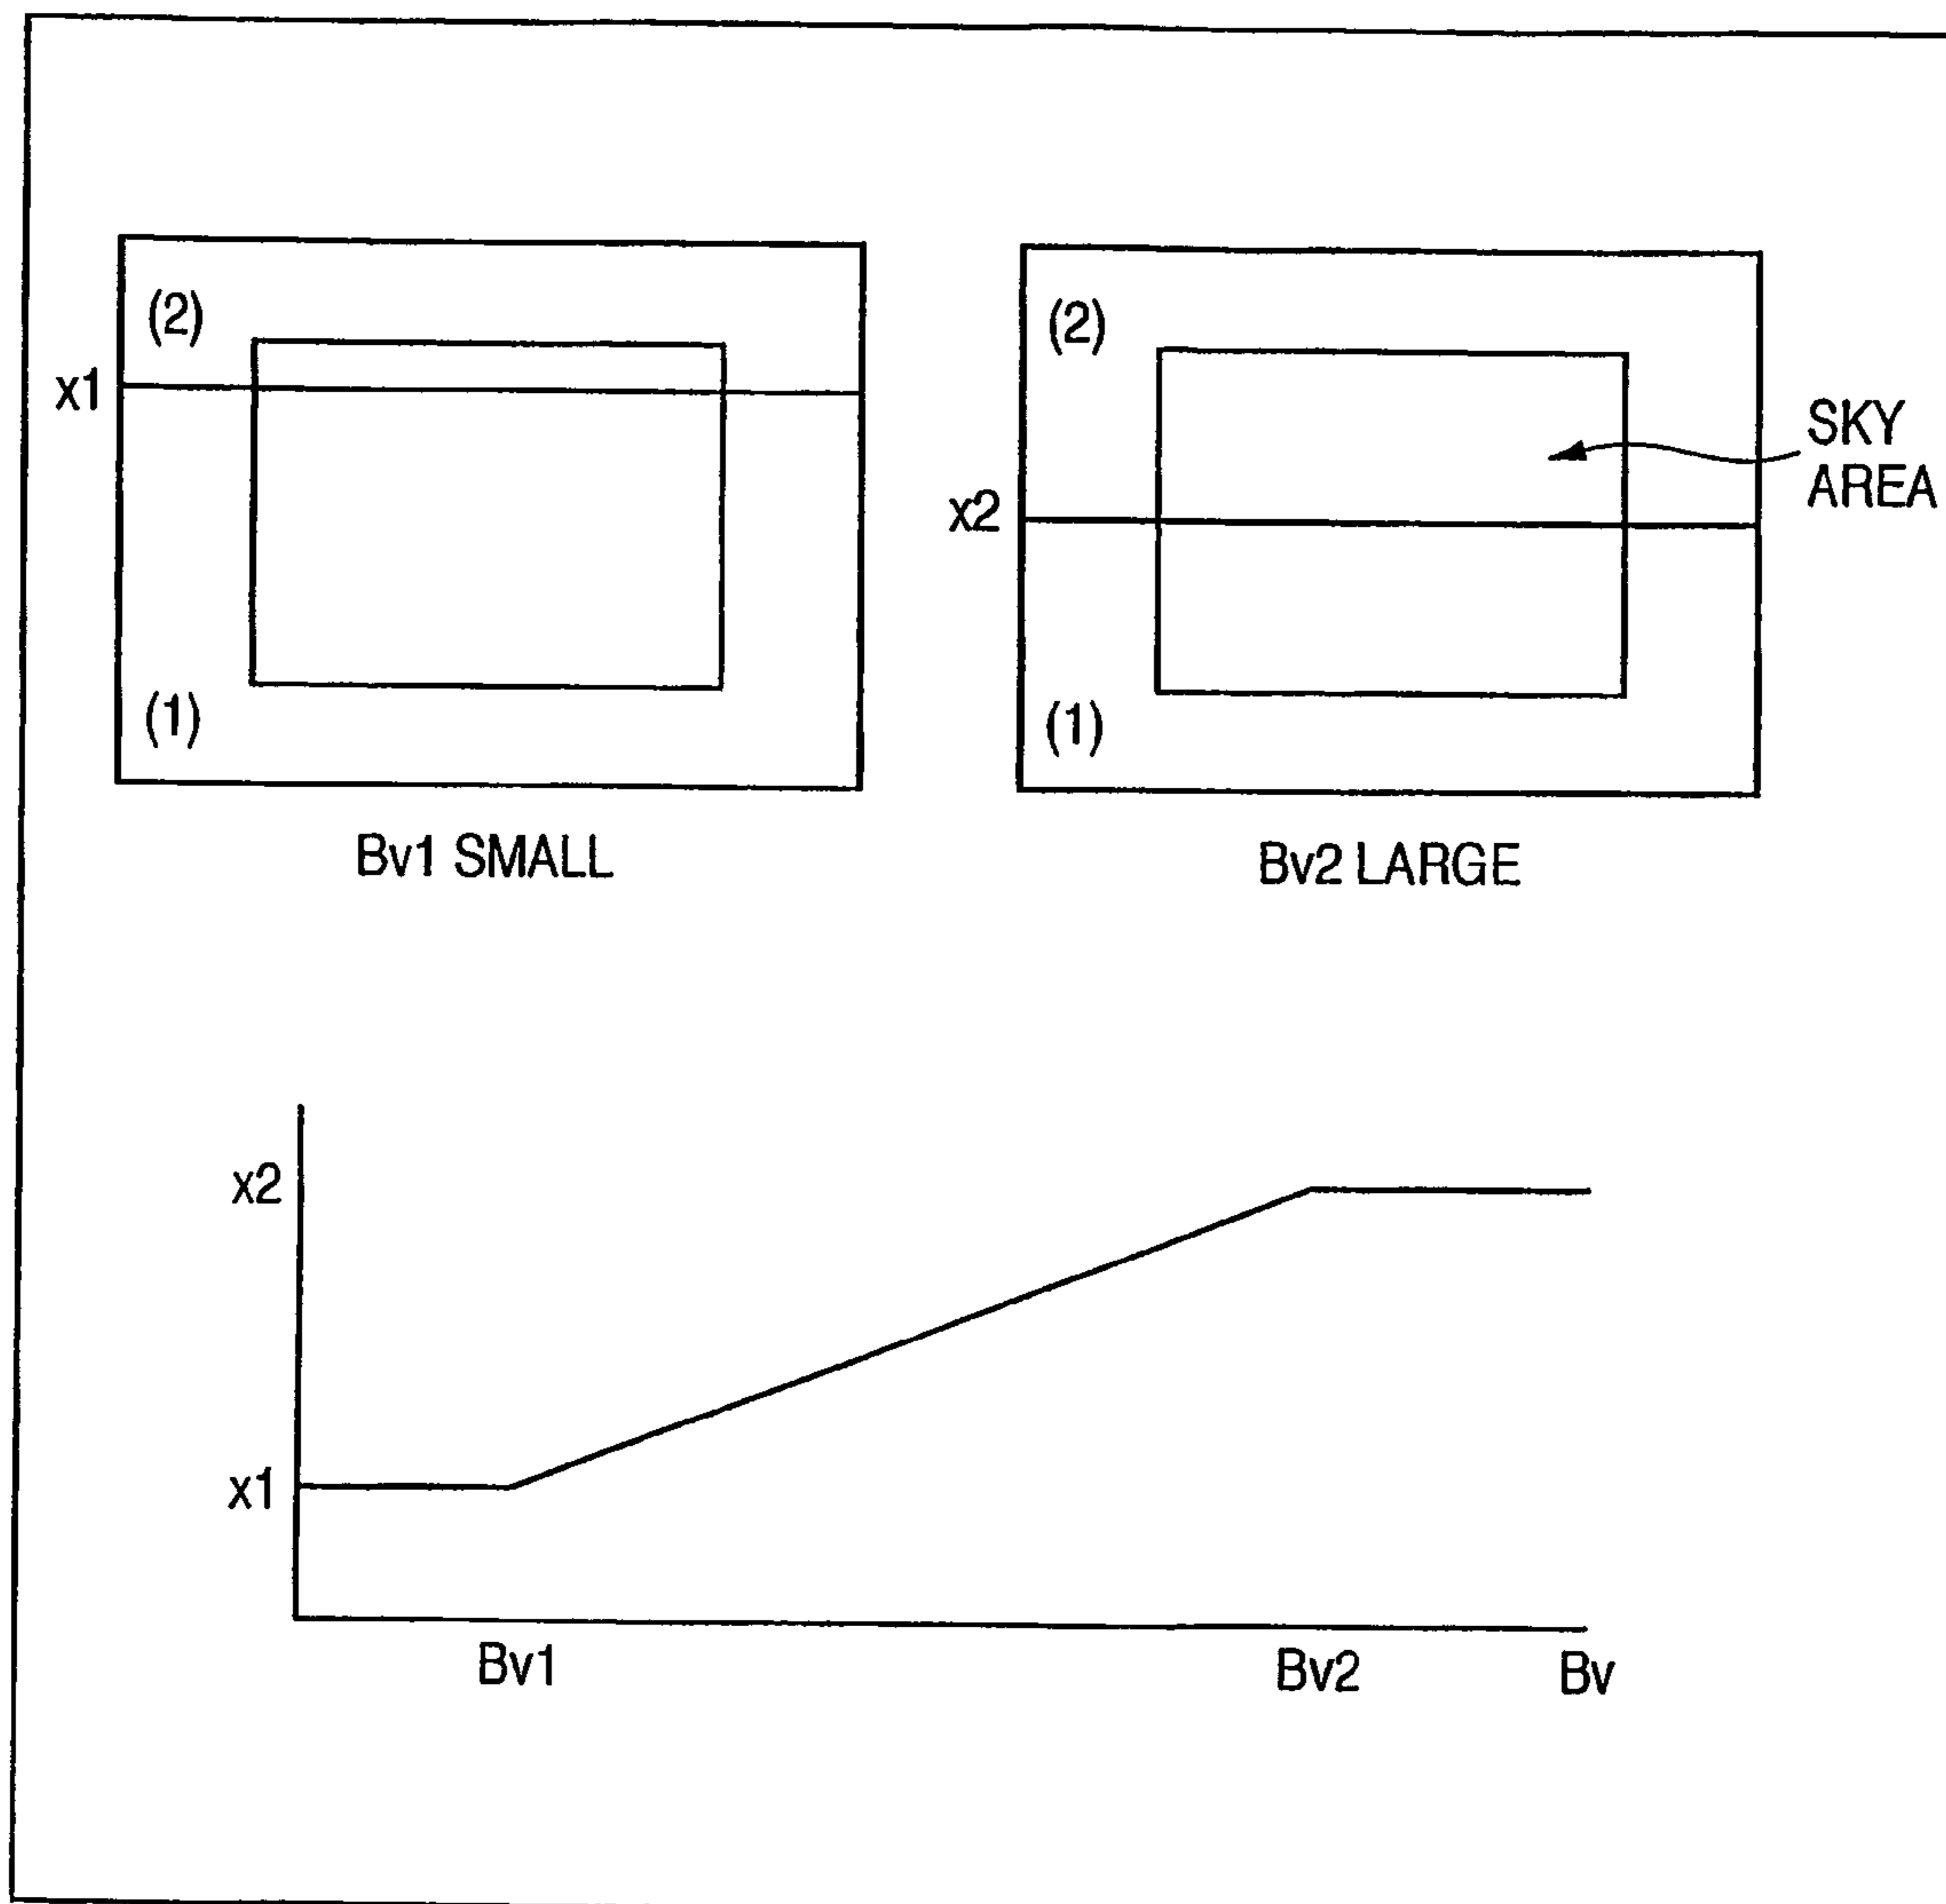 (2)
x1
(1)
Bv1 SMALL
(2)
SKY
AREA
x2
(1)
Bv2 LARGE
x2
x1
Bv1
Bv2
Bv